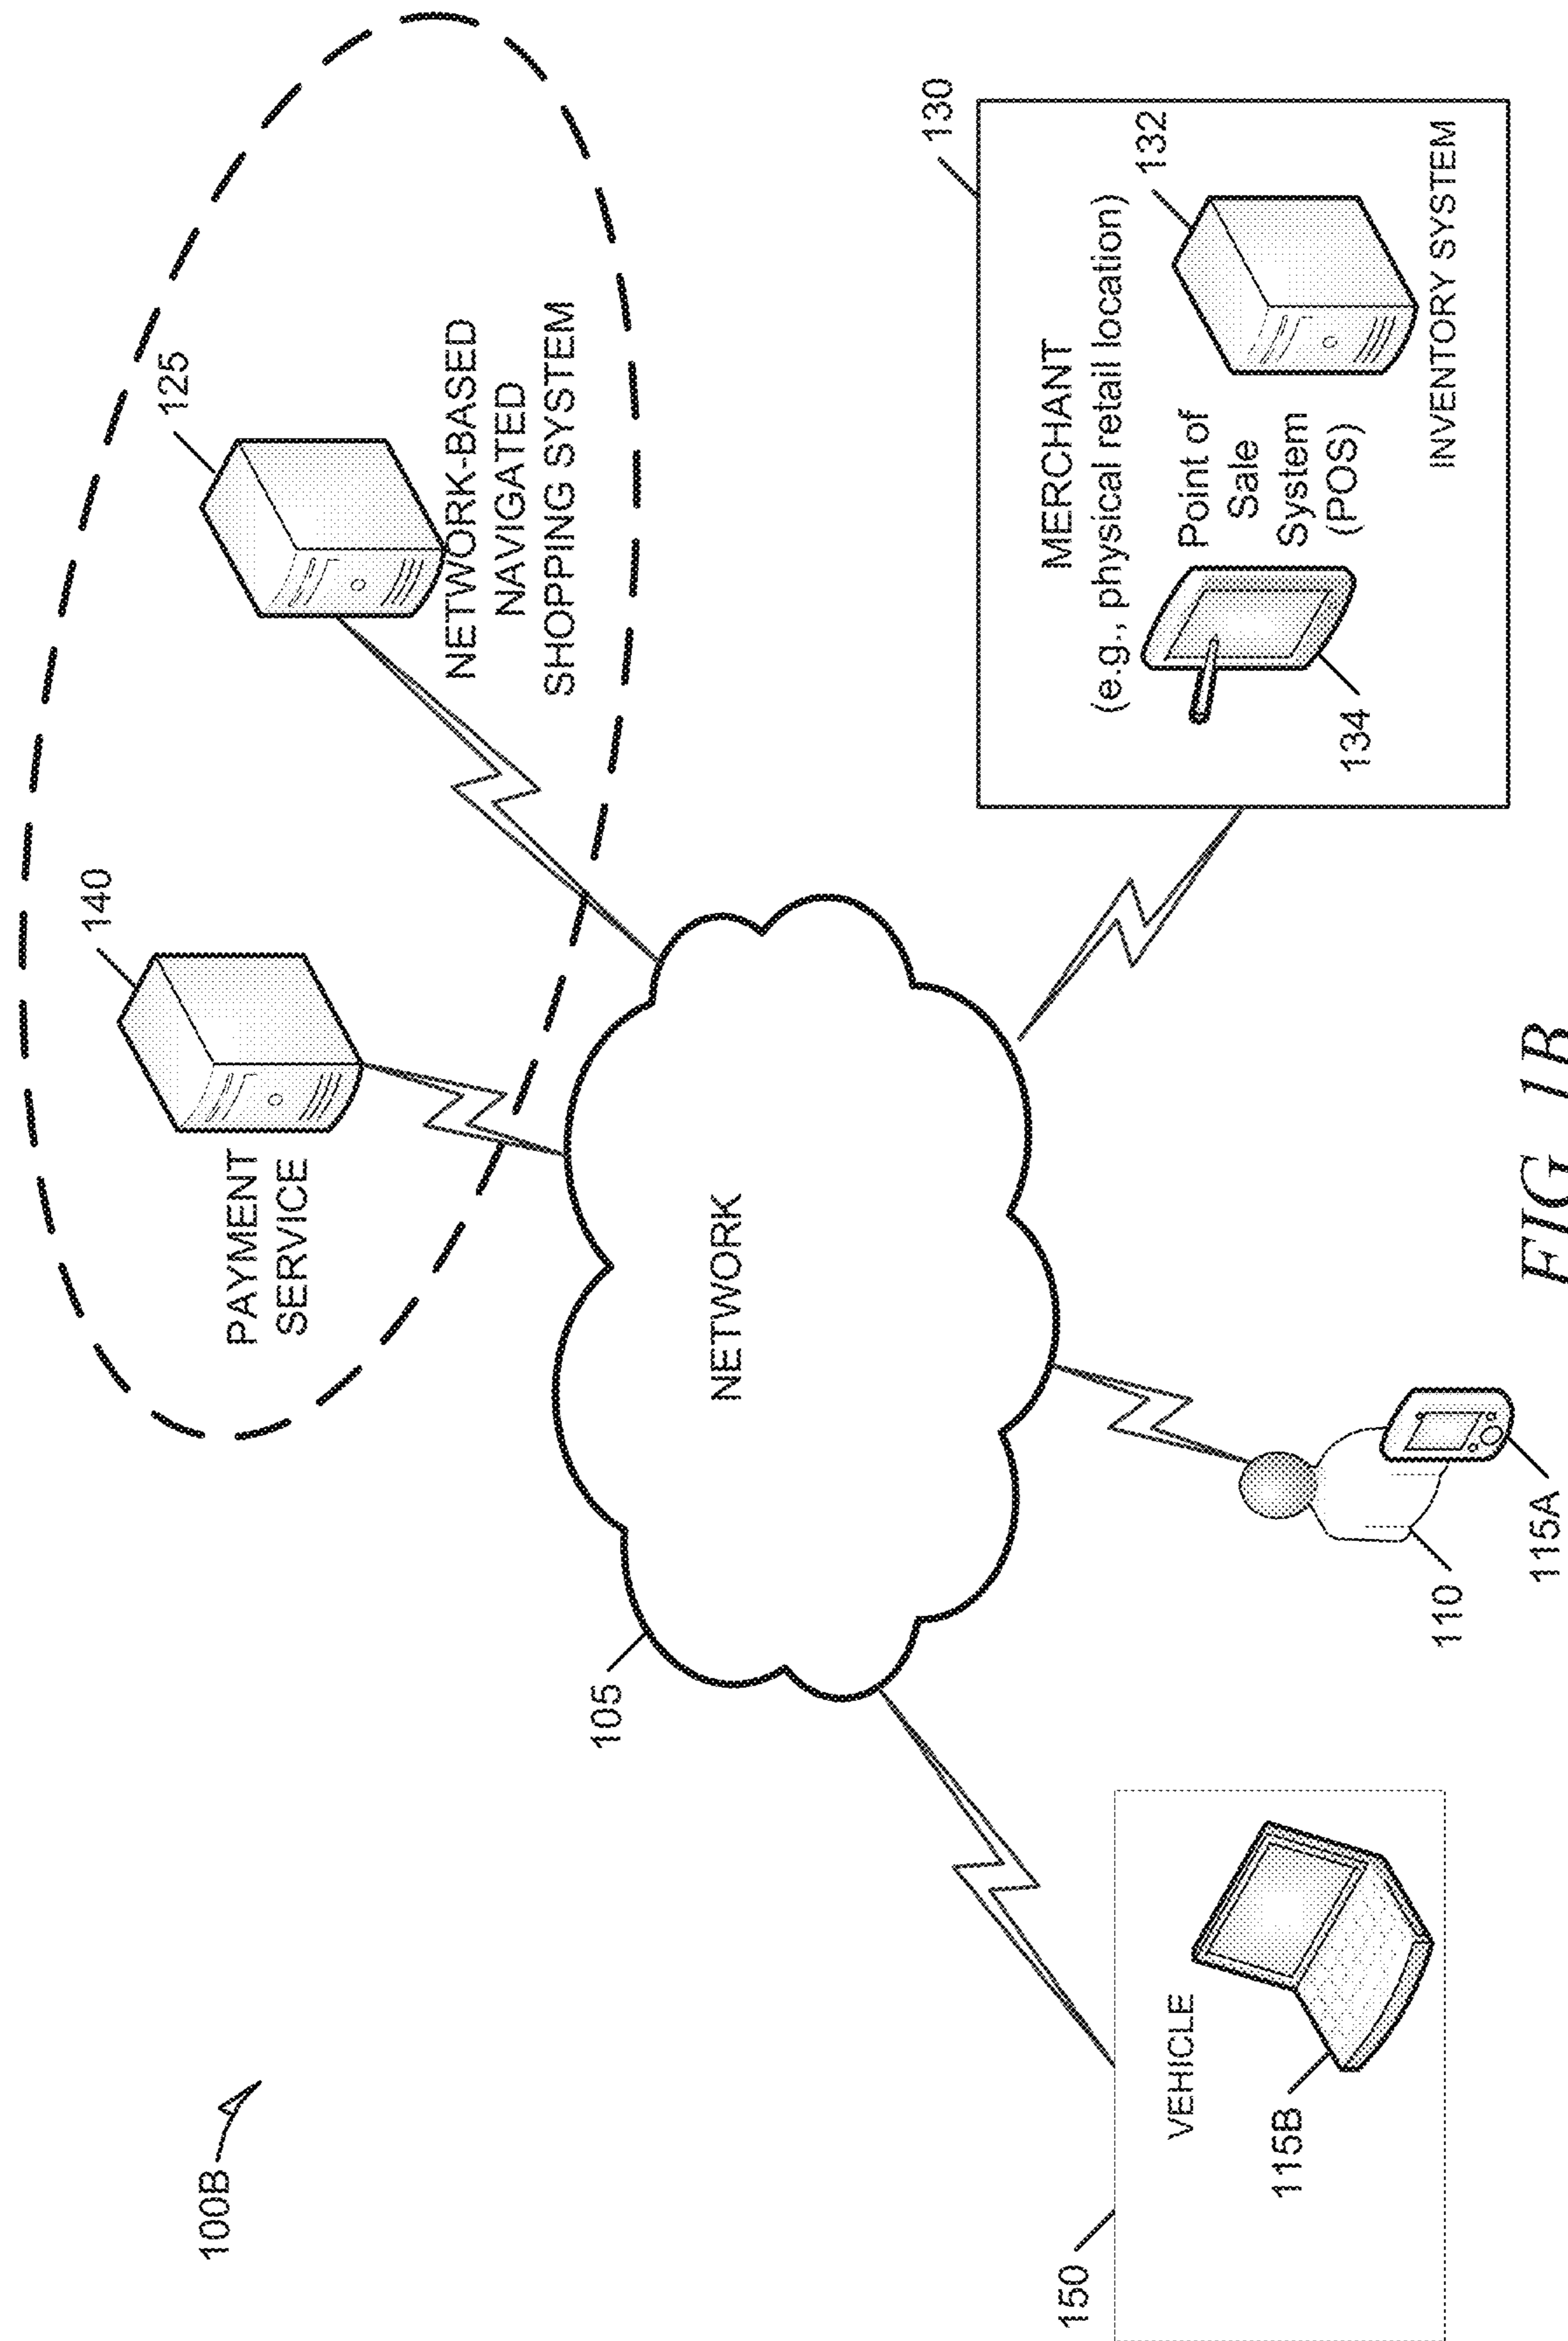 100B
140
125
PAYMENT
SERVICE
NETWORK-BASED
NAVIGATED
SHOPPING SYSTEM
105
NETWORK
150
VEHICLE
115B
110
115A
130
MERCHANT
(e.g., physical retail location)
134
Point of
Sale
System
(POS)
132
INVENTORY SYSTEM
FIG. 1B